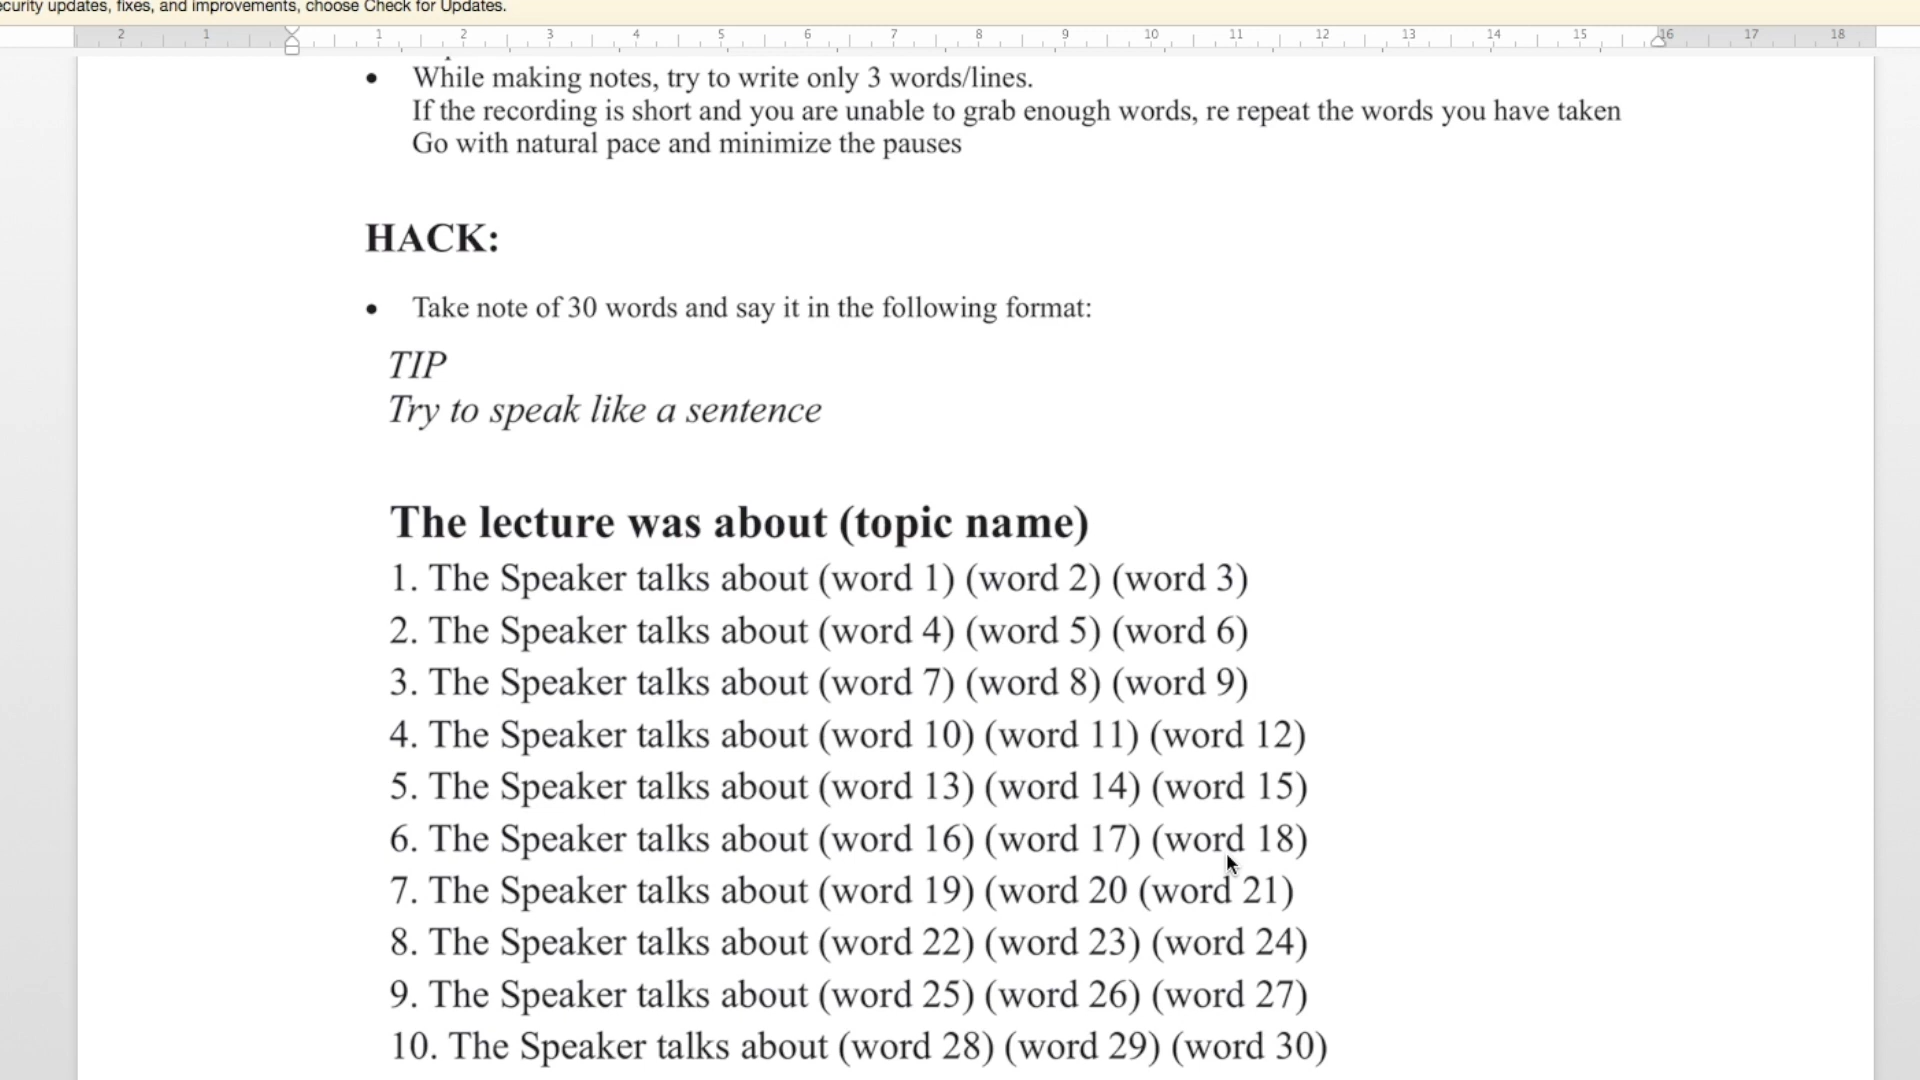 curity updates, fixes, and improvements, choose Check for Updates.
2 1 1 2 3 4 5 6 7 8 9 10 11 12 13 14 15 16 17 18
• While making notes, try to write only 3 words/lines.
If the recording is short and you are unable to grab enough words, re repeat the words you have taken
Go with natural pace and minimize the pauses
HACK:
• Take note of 30 words and say it in the following format:
TIP
Try to speak like a sentence
The lecture was about (topic name)
1. The Speaker talks about (word 1) (word 2) (word 3)
2. The Speaker talks about (word 4) (word 5) (word 6)
3. The Speaker talks about (word 7) (word 8) (word 9)
4. The Speaker talks about (word 10) (word 11) (word 12)
5. The Speaker talks about (word 13) (word 14) (word 15)
6. The Speaker talks about (word 16) (word 17) (word 18)
7. The Speaker talks about (word 19) (word 20 (word 21)
8. The Speaker talks about (word 22) (word 23) (word 24)
9. The Speaker talks about (word 25) (word 26) (word 27)
10. The Speaker talks about (word 28) (word 29) (word 30)